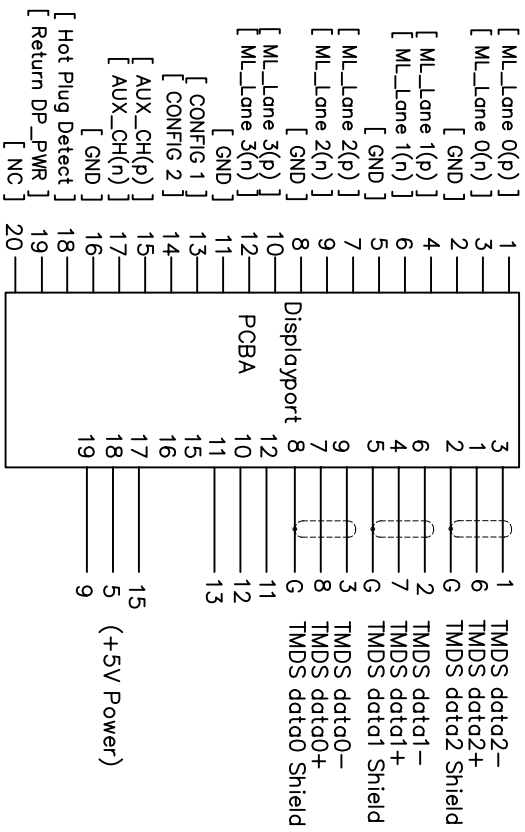 [ ML_Lane 0(p) ] 1 3 1 TMDS data2-
[ ML_Lane 0(n) ] 3 1 6 TMDS data2+
[ GND ] 2 2 G TMDS data2 Shield
[ ML_Lane 1(p) ] 4 6 2 TMDS data1-
[ ML_Lane 1(n) ] 6 4 7 TMDS data1+
[ GND ] 5 5 G TMDS data1 Shield
[ ML_Lane 2(p) ] 7 9 3 TMDS data0-
[ ML_Lane 2(n) ] 9 7 8 TMDS data0+
[ GND ] 8 Displayport 8 G TMDS data0 Shield
[ ML_Lane 3(p) ] 10 12 11
[ ML_Lane 3(n) ] 12 PCBA 10 12
[ GND ] 11 11 13
[ CONFIG 1 ] 13 15
[ CONFIG 2 ] 14 16
[ AUX_CH(p) ] 15 17 15
[ AUX_CH(n) ] 17 18 5 (+5V Power)
[ GND ] 16 19 9
[ Hot Plug Detect ] 18
[ Return DP_PWR ] 19
[ NC ] 20